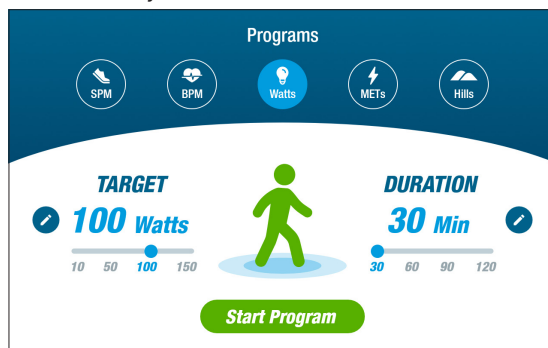 Programs
SPM
BPM
Watts
METs
Hills
TARGET
100 Watts
10 50 100 150
DURATION
30 Min
30 60 90 120
Start Program